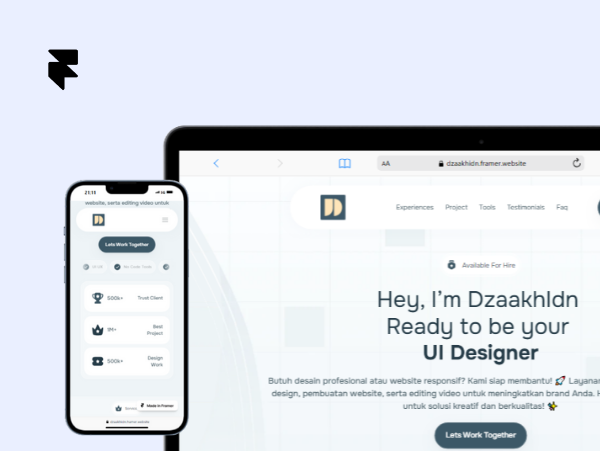 AA
dzaakhidn.framer.website
Experiences Project Tools Testimonials Faq
Available For Hire
Hey, I'm Dzaakhldn
Ready to be your
UI Designer
Butuh desain profesional atau website responsif? Kami siap membantu! 🚀 Layanan
design, pembuatan website, serta editing video untuk meningkatkan brand Anda.
untuk solusi kreatif dan berkualitas!
Lets Work Together
21.13
website, serta editing video untuk
Lets Work Together
UI UX No Code Tools
500k+ Trust Client
1M+ Best Project
500k+ Design Work
Made in Framer